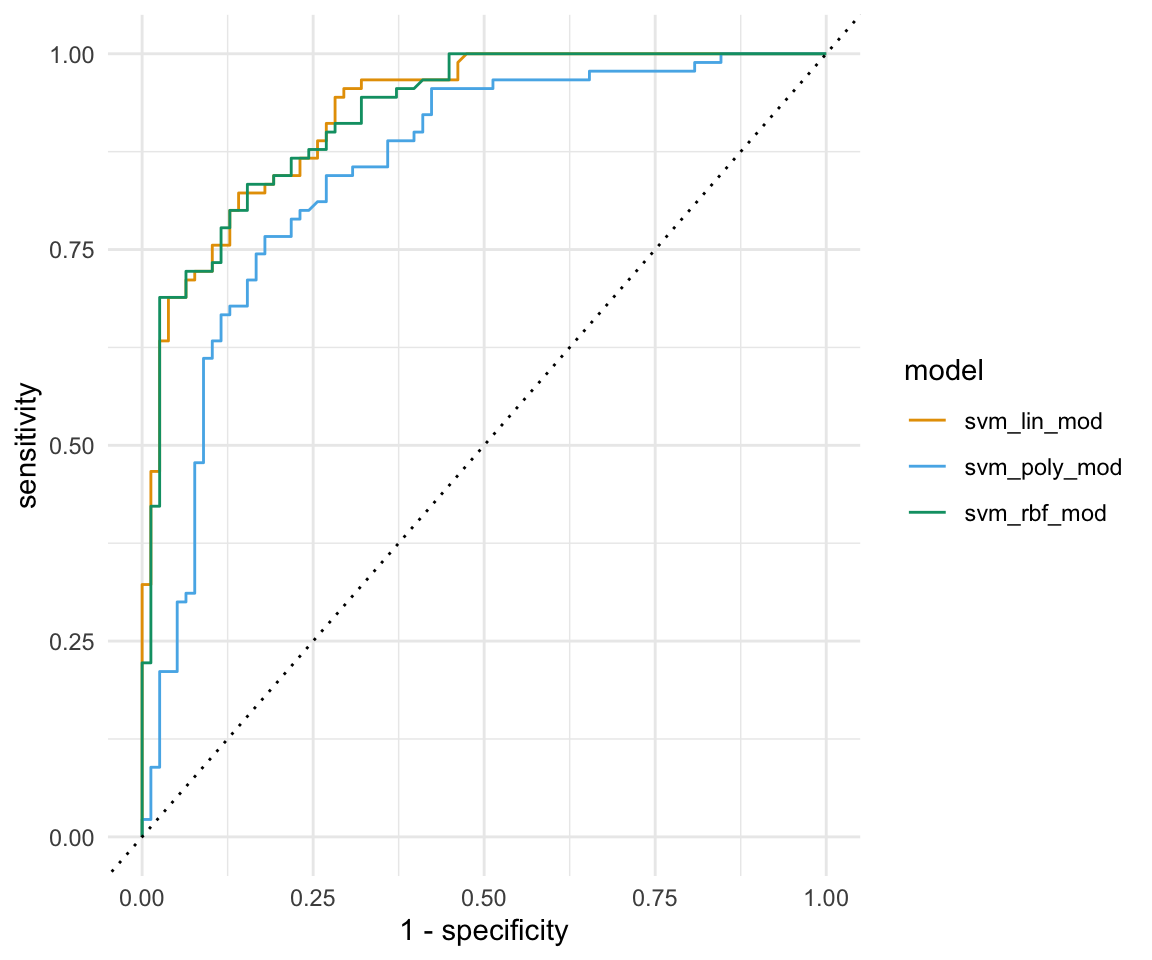 1.00
0.75
0.50
0.25
0.00
sensitivity
0.00 0.25 0.50 0.75 1.00
1 - specificity
model
svm_lin_mod
svm_poly_mod
svm_rbf_mod